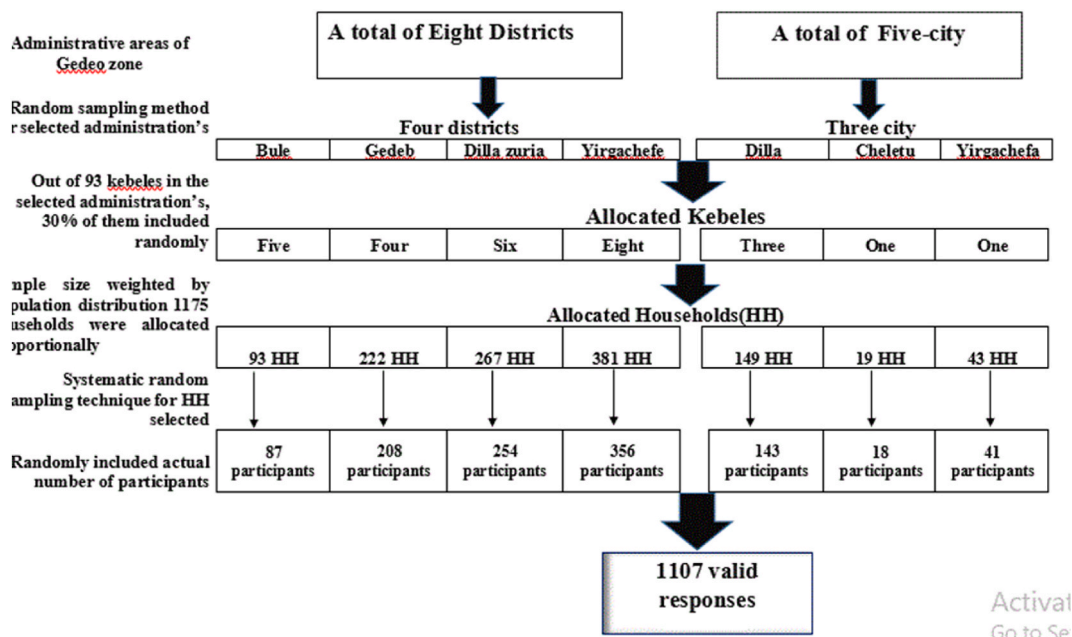 A total of Eight Districts
A total of Five-city
Administrative areas of
Gedeo zone
Random sampling method
r selected administration's
Four districts
Three city
Bule Gedeb Dilla zuria Yirgachefe Dilla Cheletu Yirgachefa
Out of 93 kebeles in the
selected administration's,
30% of them included
randomly
Allocated Kebeles
Five Four Six Eight Three One One
mple size weighted by
pulation distribution 1175
useholds were allocated
oportionally
Allocated Households(HH)
93 HH 222 HH 267 HH 381 HH 149 HH 19 HH 43 HH
Systematic random
ampling technique for HH
selected
Randomly included actual
number of participants
87 208 254 356 143 18 41
participants participants participants participants participants participants participants
1107 valid
responses
Activat
Go to Se